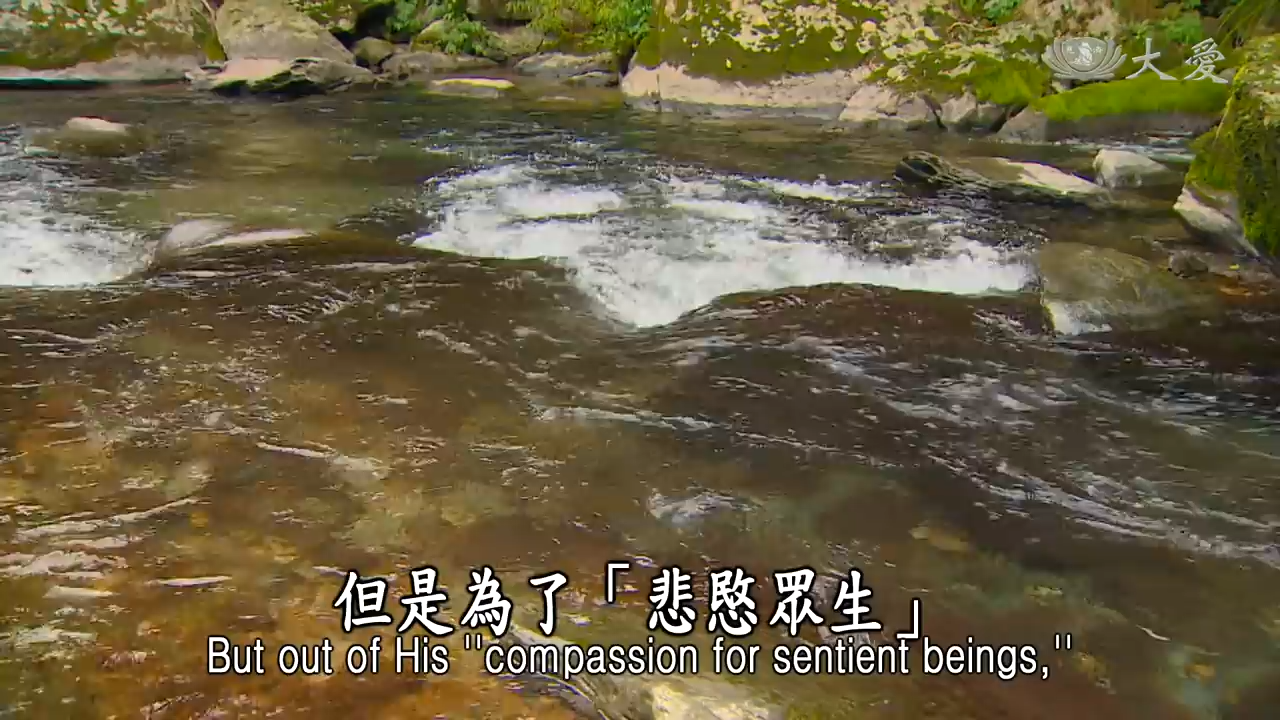 大愛
但是為了「悲愍眾生」
But out of His "compassion for sentient beings,"